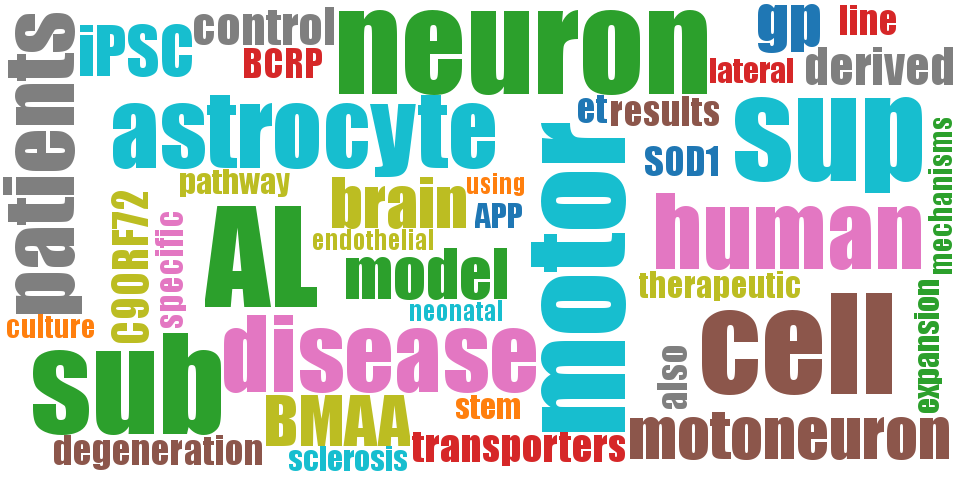 patients
iPSC
control
BCRP
neuron
gp
line
lateral
derived
astrocyte
et
results
sup
SOD1
pathway
brain
using
APP
endothelial
motor
human
mechanisms
C9ORF72
specific
AL
model
neonatal
therapeutic
culture
sub
disease
BMAA
stem
cell
also
expansion
degeneration
sclerosis
transporters
motoneuron